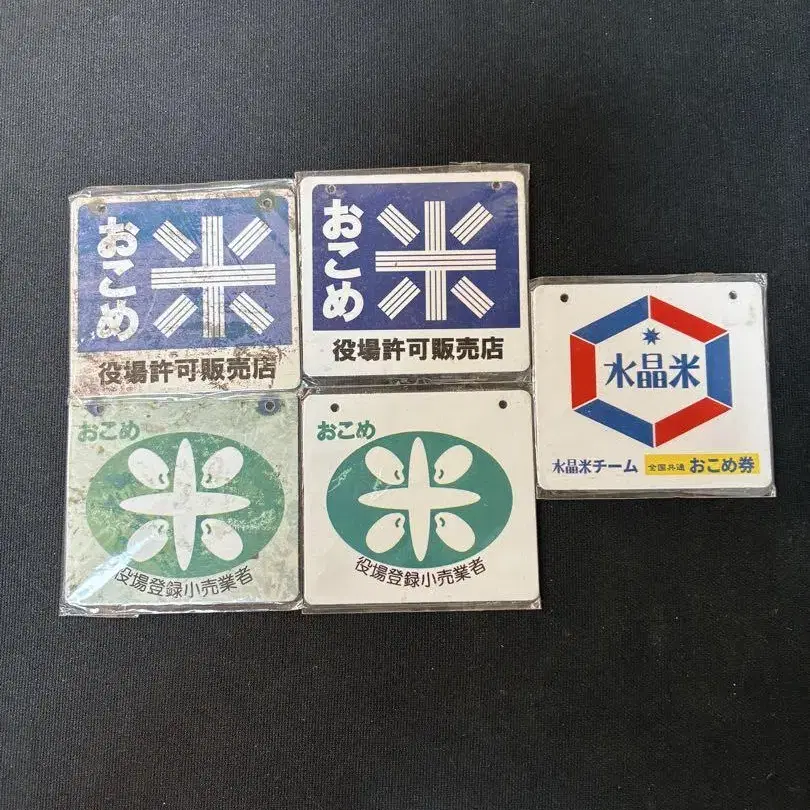 おこめ
米
役場許可販売店
おこめ
米
役場許可販売店
おこめ
米
役場登録小売業者
おこめ
米
役場登録小売業者
水晶米
水晶米チーム 全国共通 おこめ券